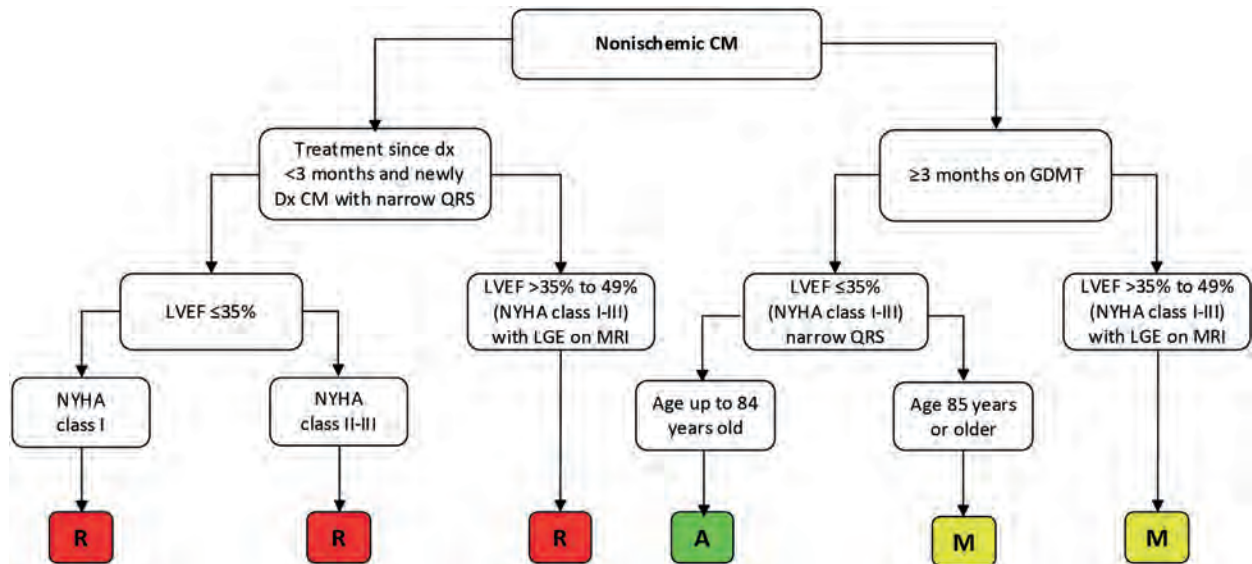 Nonischemic CM
Treatment since dx
<3 months and newly
Dx CM with narrow QRS
≥3 months on GDMT
LVEF ≤35%
LVEF >35% to 49%
(NYHA class I-III)
with LGE on MRI
LVEF ≤35%
(NYHA class I-III)
narrow QRS
LVEF >35% to 49%
(NYHA class I-III)
with LGE on MRI
NYHA
class I
NYHA
class II-III
Age up to 84
years old
Age 85 years
or older
R
R
R
A
M
M